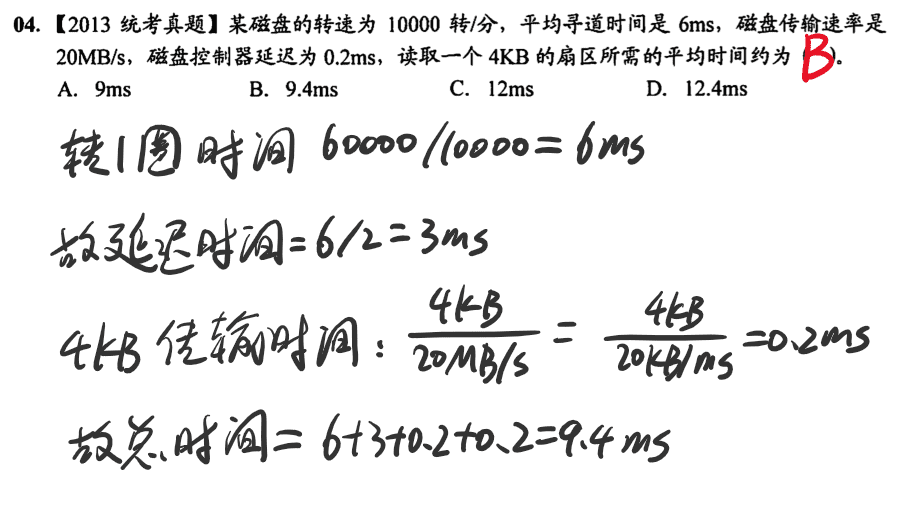 04.【2013 统考真题】某磁盘的转速为 10000 转/分，平均寻道时间是 6ms，磁盘传输速率是
20MB/s，磁盘控制器延迟为 0.2ms，读取一个 4KB 的扇区所需的平均时间约为（B）。
A. 9ms B. 9.4ms C. 12ms D. 12.4ms
转1圈时间 60000/10000=6ms
故延迟时间=6/2=3ms
4KB 传输时间: 4KB/20MB/s = 4KB/20KB/ms =0.2ms
故总时间= 6+3+0.2+0.2=9.4ms